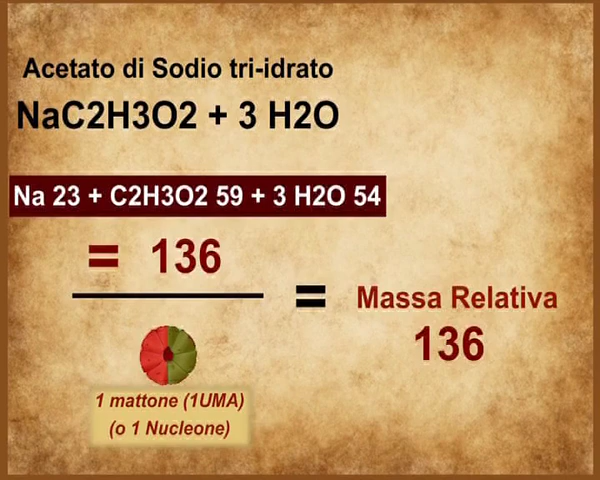 Acetato di Sodio tri-idrato
NaC2H3O2 + 3 H2O
Na 23 + C2H3O2 59 + 3 H2O 54
= 136
= Massa Relativa
136
1 mattone (1UMA)
(o 1 Nucleone)